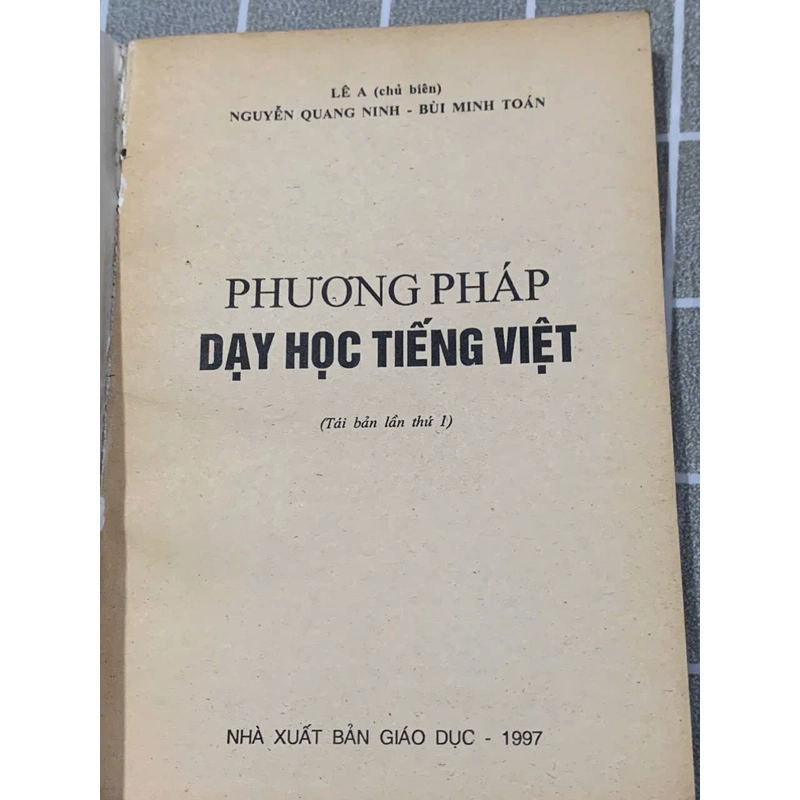 LÊ A (chủ biên)
NGUYỄN QUANG NINH - BÙI MINH TOÁN
PHƯƠNG PHÁP
DẠY HỌC TIẾNG VIỆT
(Tái bản lần thứ 1)
NHÀ XUẤT BẢN GIÁO DỤC - 1997